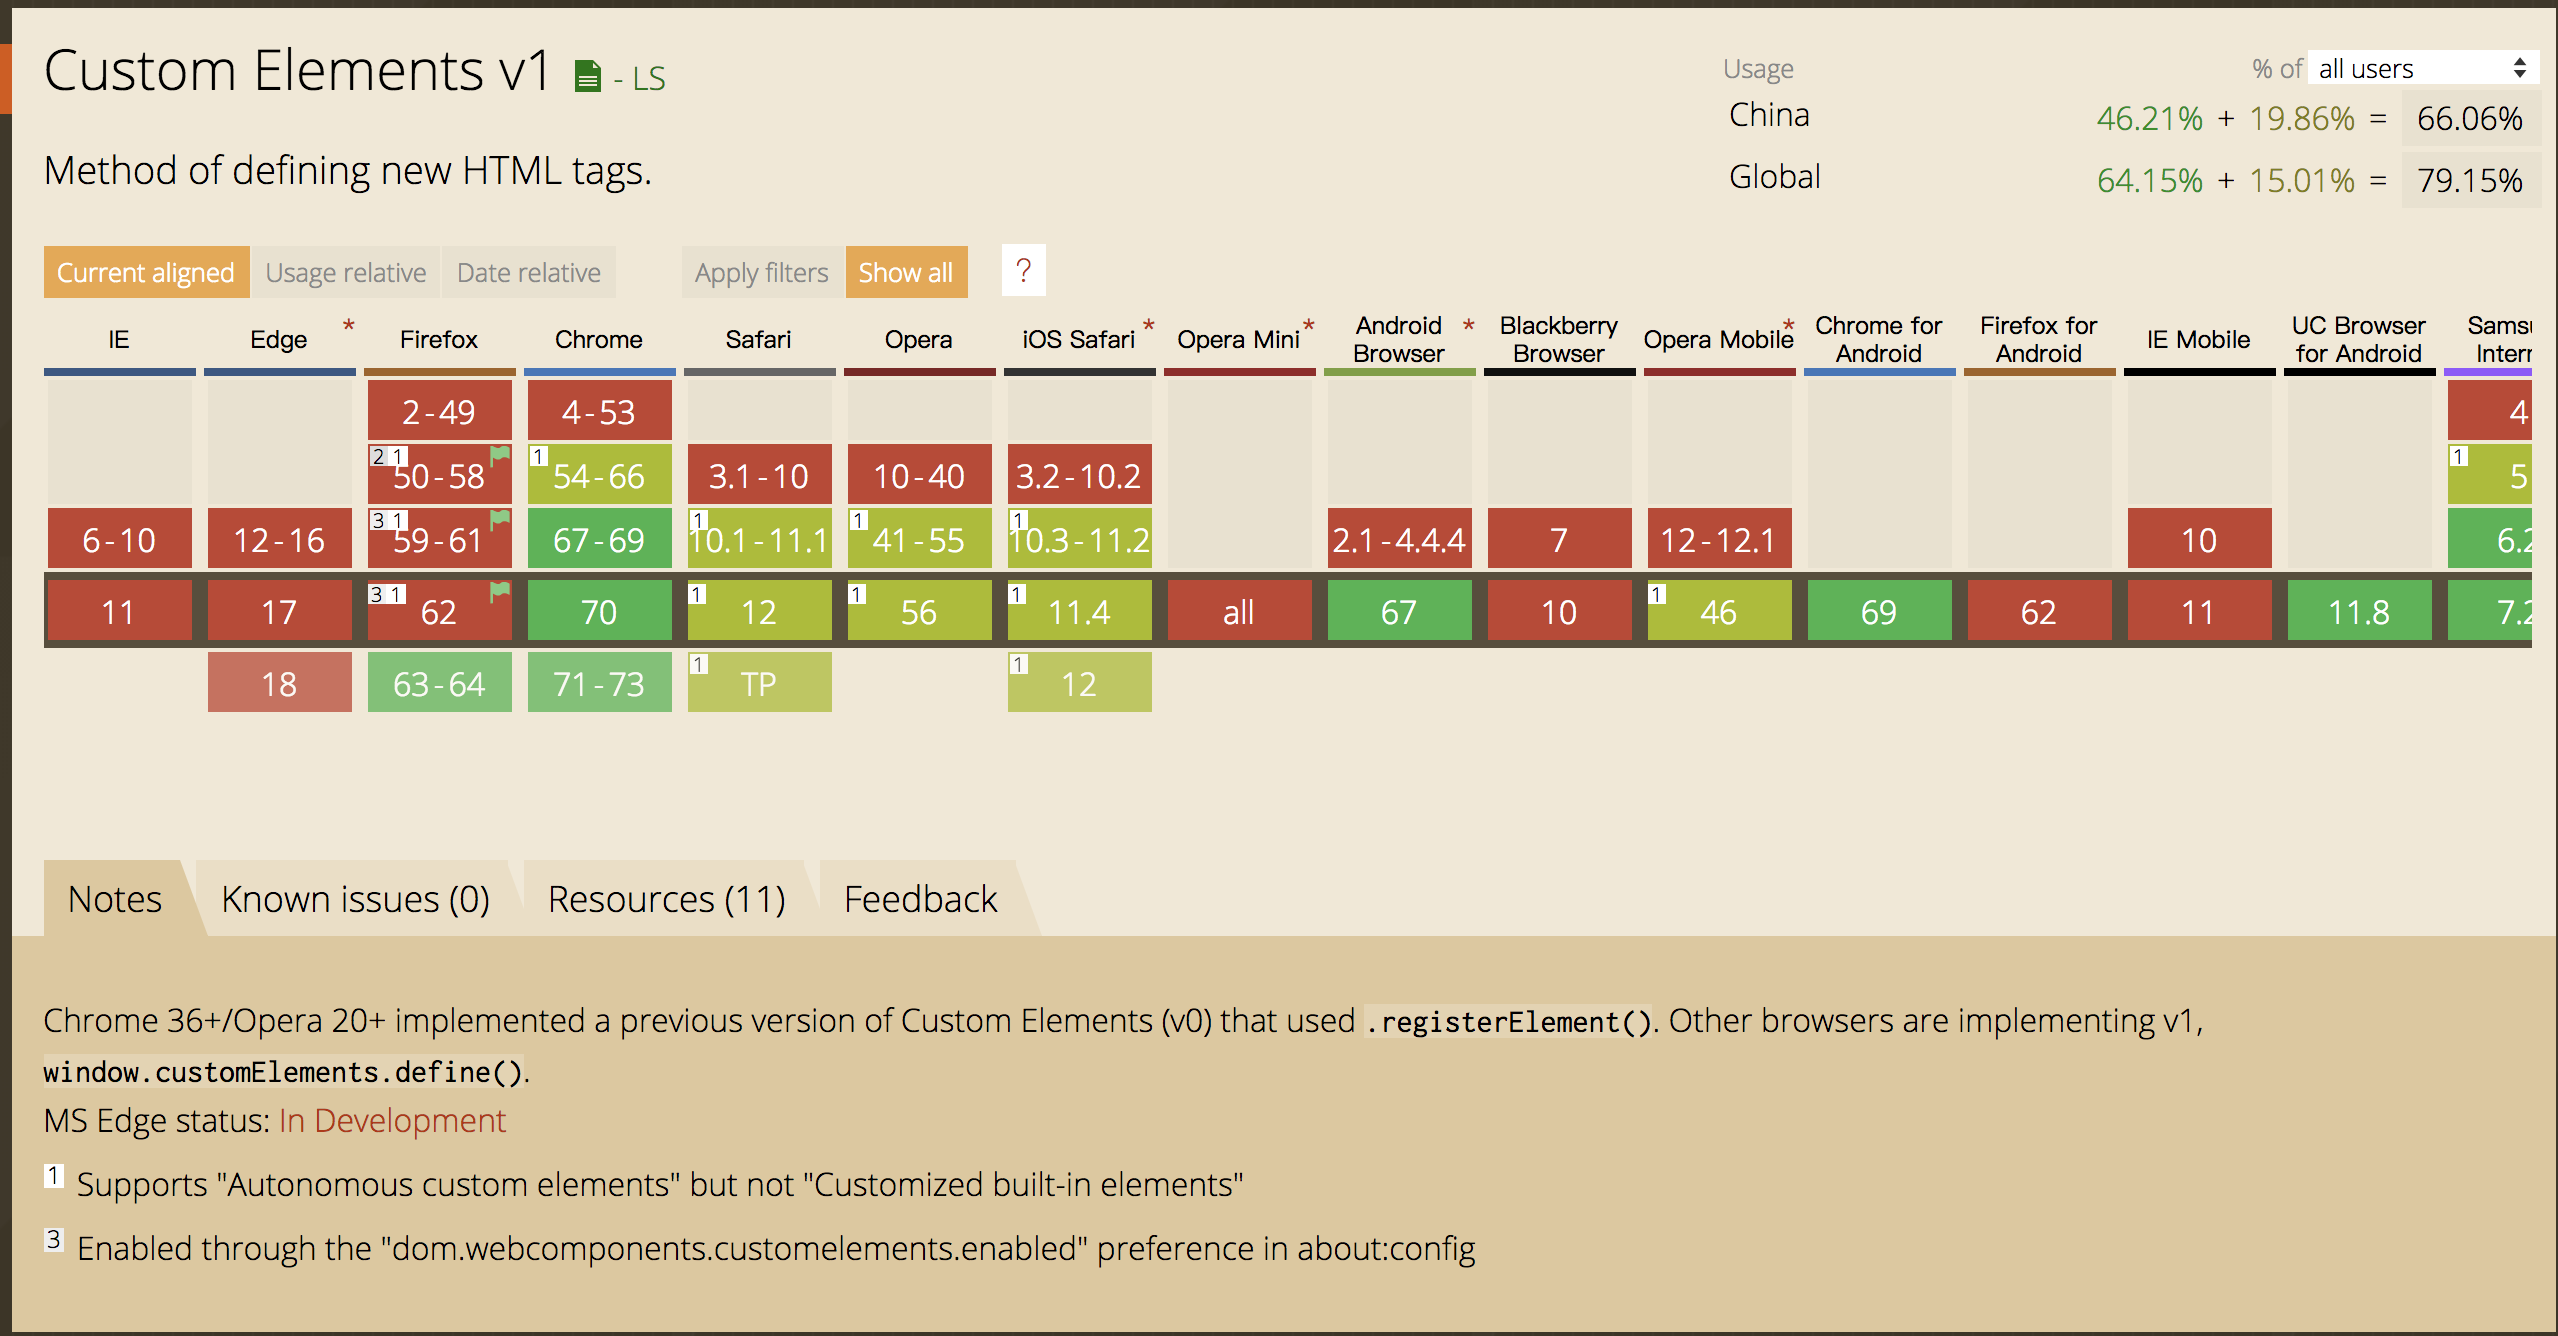 Custom Elements v1 - LS
Usage % of all users
China 46.21% + 19.86% = 66.06%
Global 64.15% + 15.01% = 79.15%
Method of defining new HTML tags.
Current aligned Usage relative Date relative Apply filters Show all ?
IE Edge * Firefox Chrome Safari Opera iOS Safari * Opera Mini * Android Browser * Blackberry Browser Opera Mobile * Chrome for Android Firefox for Android IE Mobile UC Browser for Android
2-49 4-53 4
2 1 50-58 1 54-66 3.1-10 10-40 3.2-10.2 1 5
6-10 12-16 3 1 59-61 67-69 1 10.1-11.1 1 41-55 1 10.3-11.2 2.1-4.4.4 7 12-12.1 10 6.2
11 17 3 1 62 70 1 12 1 56 1 11.4 all 67 10 1 46 69 62 11 11.8 7.2
18 63-64 71-73 1 TP 1 12
Notes Known issues (0) Resources (11) Feedback
Chrome 36+/Opera 20+ implemented a previous version of Custom Elements (v0) that used .registerElement(). Other browsers are implementing v1,
window.customElements.define().
MS Edge status: In Development
1 Supports "Autonomous custom elements" but not "Customized built-in elements"
3 Enabled through the "dom.webcomponents.customelements.enabled" preference in about:config